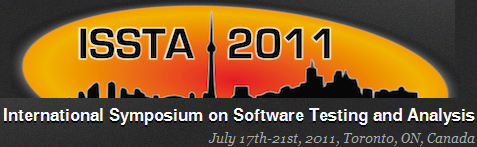 ISSTA 2011
International Symposium on Software Testing and Analysis
July 17th-21st, 2011, Toronto, ON, Canada